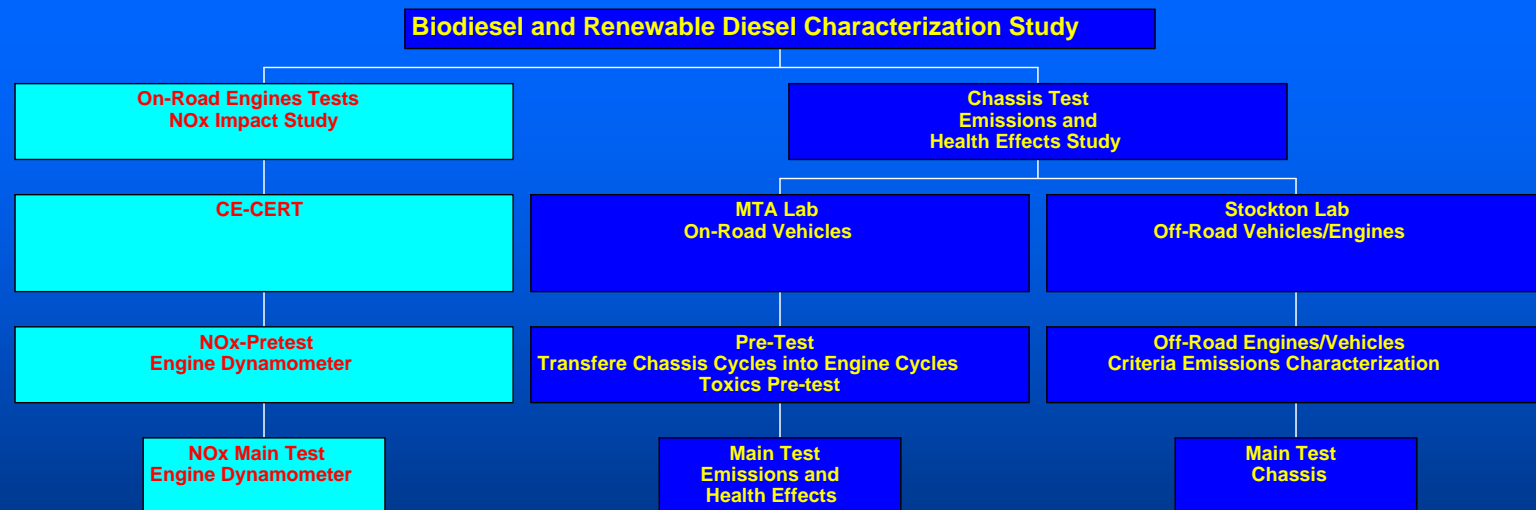 Biodiesel and Renewable Diesel Characterization Study
On-Road Engines Tests
NOx Impact Study
Chassis Test
Emissions and
Health Effects Study
CE-CERT
MTA Lab
On-Road Vehicles
Stockton Lab
Off-Road Vehicles/Engines
NOx-Pretest
Engine Dynamometer
Pre-Test
Transfere Chassis Cycles into Engine Cycles
Toxics Pre-test
Off-Road Engines/Vehicles
Criteria Emissions Characterization
NOx Main Test
Engine Dynamometer
Main Test
Emissions and
Health Effects
Main Test
Chassis